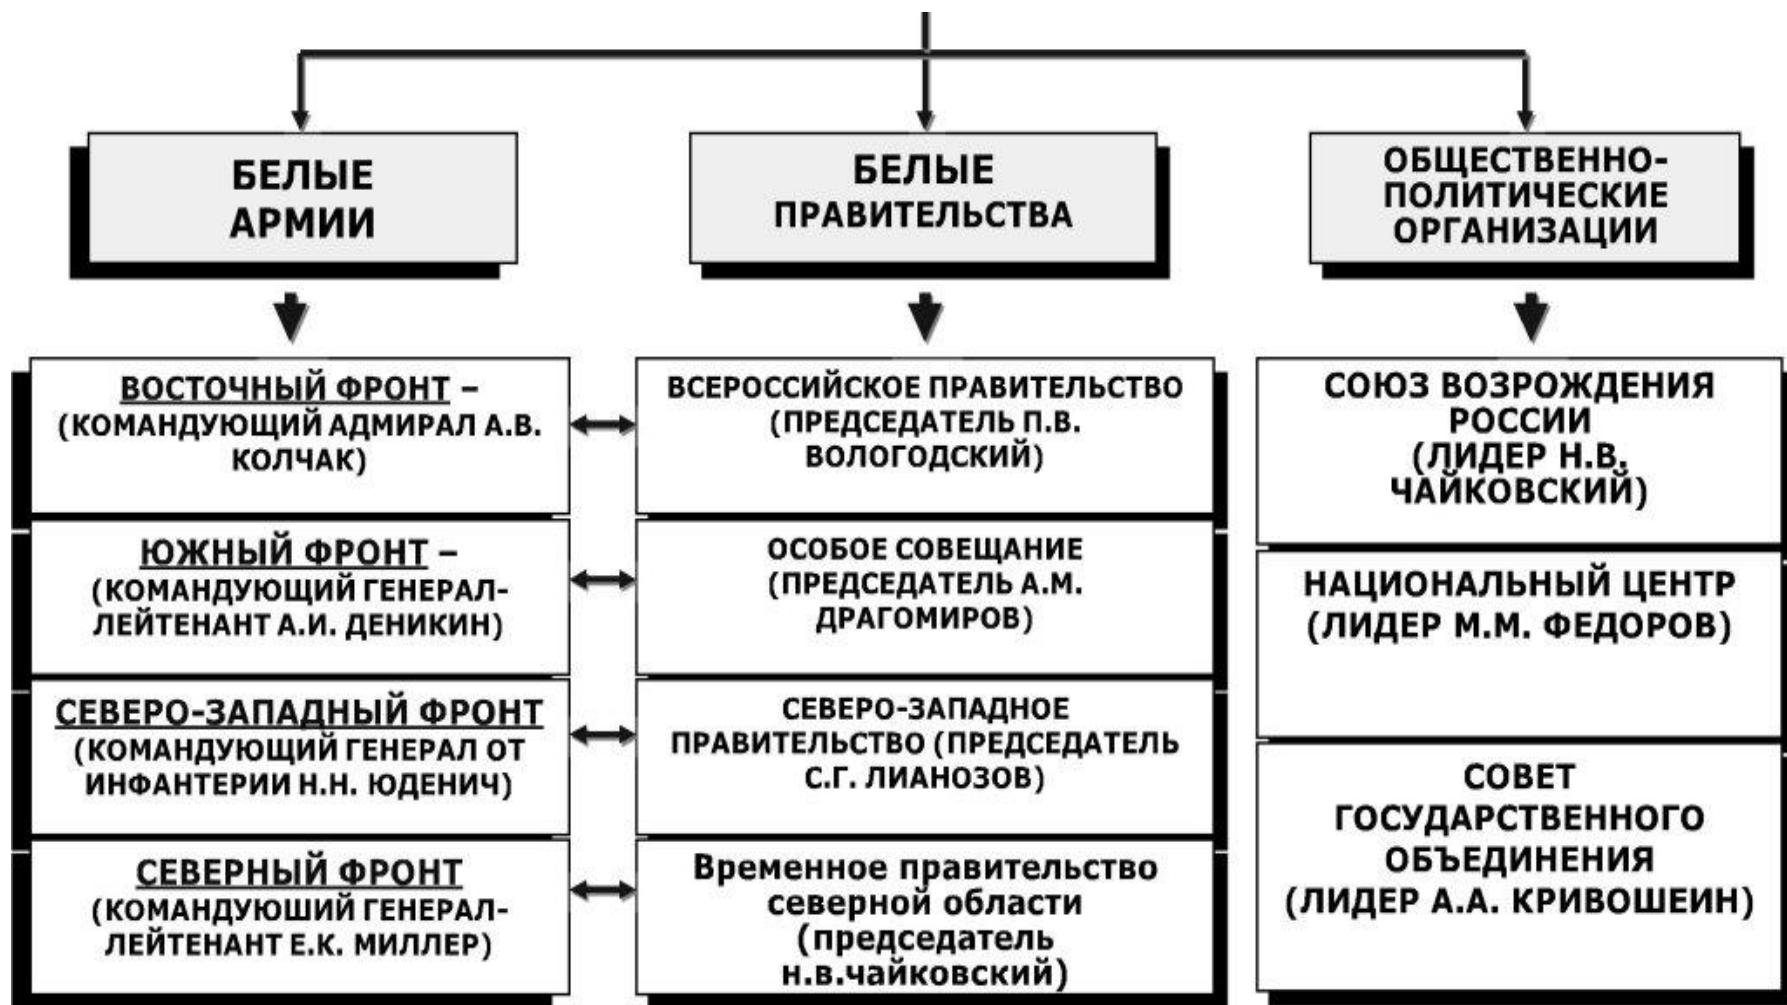 БЕЛЫЕ
АРМИИ
БЕЛЫЕ
ПРАВИТЕЛЬСТВА
ОБЩЕСТВЕННО-
ПОЛИТИЧЕСКИЕ
ОРГАНИЗАЦИИ
ВОСТОЧНЫЙ ФРОНТ –
(КОМАНДУЮЩИЙ АДМИРАЛ А.В.
КОЛЧАК)
ЮЖНЫЙ ФРОНТ –
(КОМАНДУЮЩИЙ ГЕНЕРАЛ-
ЛЕЙТЕНАНТ А.И. ДЕНИКИН)
СЕВЕРО-ЗАПАДНЫЙ ФРОНТ
(КОМАНДУЮЩИЙ ГЕНЕРАЛ ОТ
ИНФАНТЕРИИ Н.Н. ЮДЕНИЧ)
СЕВЕРНЫЙ ФРОНТ
(КОМАНДУЮШИЙ ГЕНЕРАЛ-
ЛЕЙТЕНАНТ Е.К. МИЛЛЕР)
ВСЕРОССИЙСКОЕ ПРАВИТЕЛЬСТВО
(ПРЕДСЕДАТЕЛЬ П.В.
ВОЛОГОДСКИЙ)
ОСОБОЕ СОВЕЩАНИЕ
(ПРЕДСЕДАТЕЛЬ А.М.
ДРАГОМИРОВ)
СЕВЕРО-ЗАПАДНОЕ
ПРАВИТЕЛЬСТВО (ПРЕДСЕДАТЕЛЬ
С.Г. ЛИАНОЗОВ)
Временное правительство
северной области
(председатель
н.в.чайковский)
СОЮЗ ВОЗРОЖДЕНИЯ
РОССИИ
(ЛИДЕР Н.В.
ЧАЙКОВСКИЙ)
НАЦИОНАЛЬНЫЙ ЦЕНТР
(ЛИДЕР М.М. ФЕДОРОВ)
СОВЕТ
ГОСУДАРСТВЕННОГО
ОБЪЕДИНЕНИЯ
(ЛИДЕР А.А. КРИВОШЕИН)